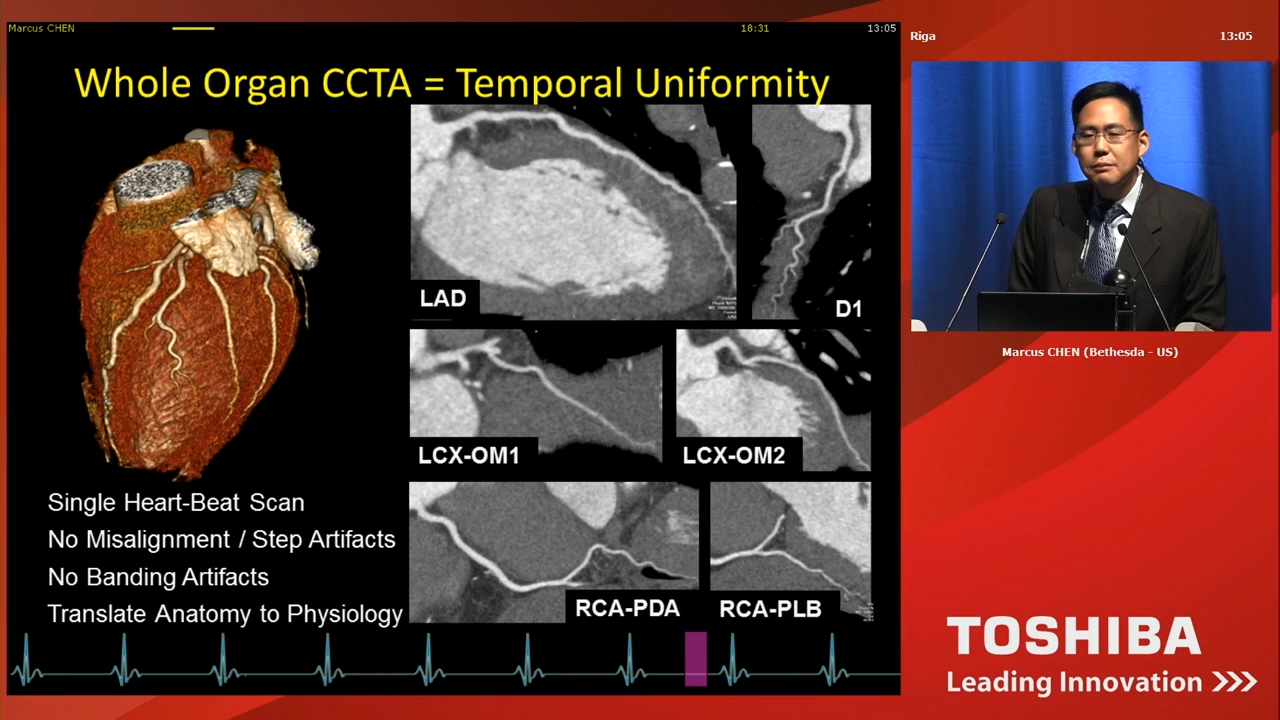 Marcus CHEN
18:31
13:05
Whole Organ CCTA = Temporal Uniformity
LAD
D1
LCX-OM1
LCX-OM2
RCA-PDA
RCA-PLB
Single Heart-Beat Scan
No Misalignment / Step Artifacts
No Banding Artifacts
Translate Anatomy to Physiology
Riga
13:05
Marcus CHEN (Bethesda - US)
TOSHIBA
Leading Innovation >>>